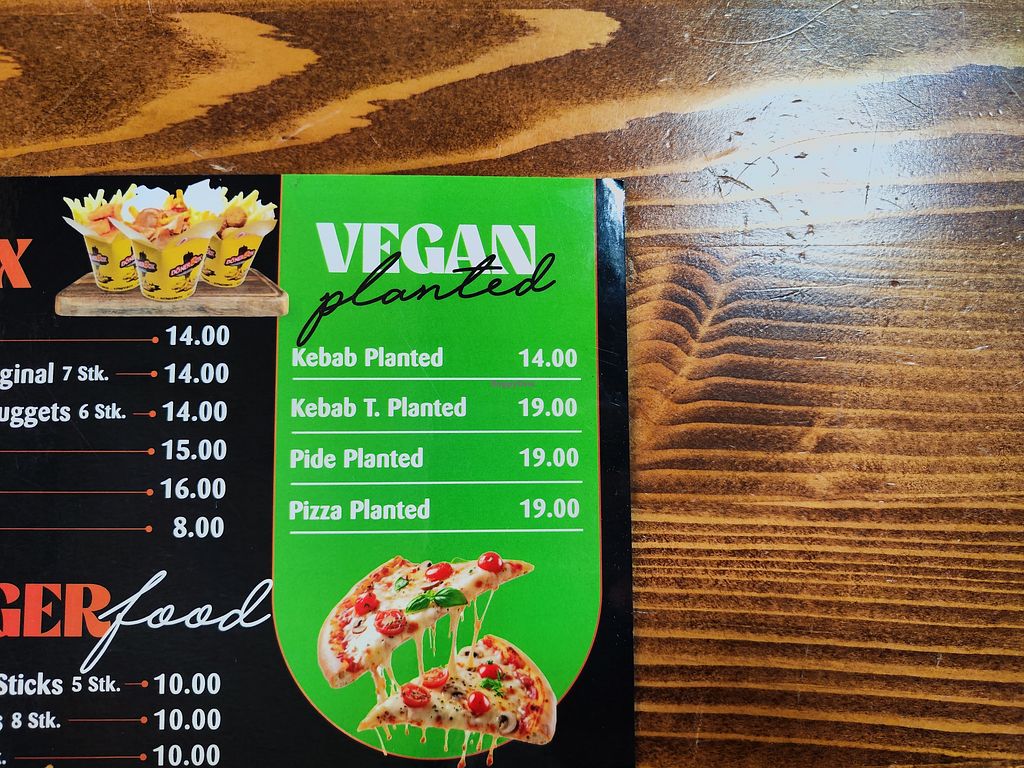 X
14.00
ginal 7 Stk. 14.00
uggets 6 Stk. 14.00
15.00
16.00
8.00
GER food
Sticks 5 Stk. 10.00
s 8 Stk. 10.00
k. 10.00
VEGAN
planted
Kebab Planted 14.00
Kebab T. Planted 19.00
Pide Planted 19.00
Pizza Planted 19.00